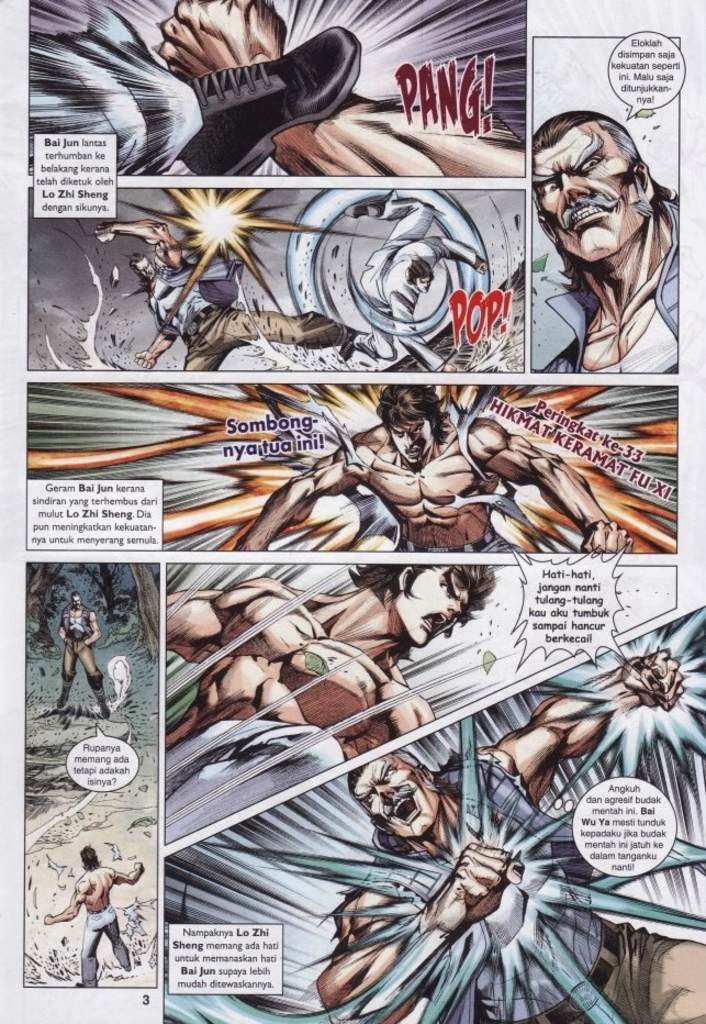 PANG!
Bai Jun lantas
terhumban ke
belakang kerana
telah diketuk oleh
Lo Zhi Sheng
dengan sikunya.
POP!
Eloklah
disimpan saja
kekuatan seperti
ini. Malu saja
ditunjukkan-
nya!
Sombong-
nya tua ini!
Peringkat ke-33
HIKMAT KERAMAT FU XI
Geram Bai Jun kerana
sindiran yang terhembus dari
mulut Lo Zhi Sheng. Dia
pun meningkatkan kekuatan-
nya untuk menyerang semula.
Rupanya
memang ada
tetapi adakah
isinya?
Hati-hati,
jangan nanti
tulang-tulang
kau aku tumbuk
sampai hancur
berkecai!
Angkuh
dan agresif budak
mentah ini. Bai
Wu Ya mesti tunduk
kepadaku jika budak
mentah ini jatuh ke
dalam tanganku
nanti!
Nampaknya Lo Zhi
Sheng memang ada hati
untuk memanaskan hati
Bai Jun supaya lebih
mudah ditewaskannya.
3